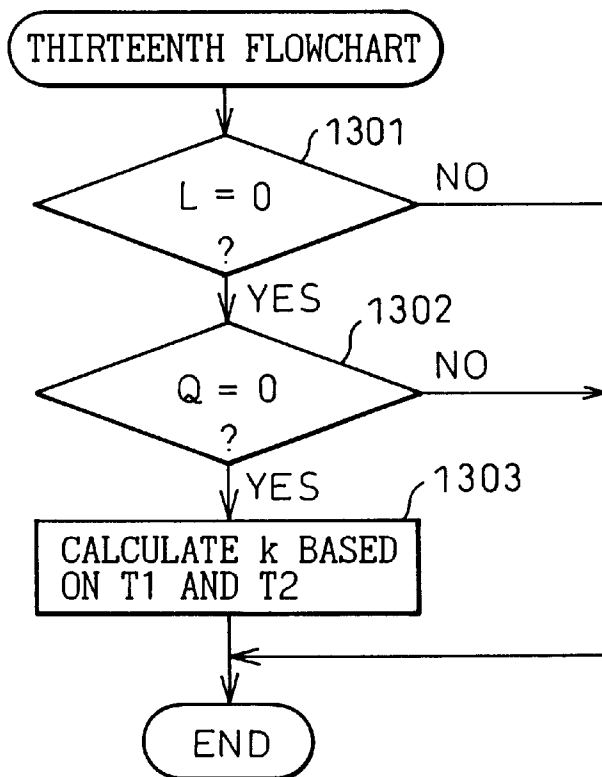 THIRTEENTH FLOWCHART
1301
L = 0
?
NO
YES
1302
Q = 0
?
NO
YES
1303
CALCULATE k BASED
ON T1 AND T2
END